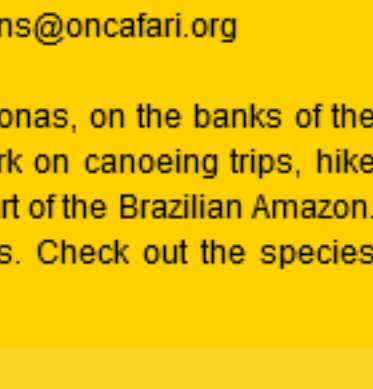 ns@oncafari.org
onas, on the banks of the
rk on canoeing trips, hike
rt of the Brazilian Amazon.
s. Check out the species